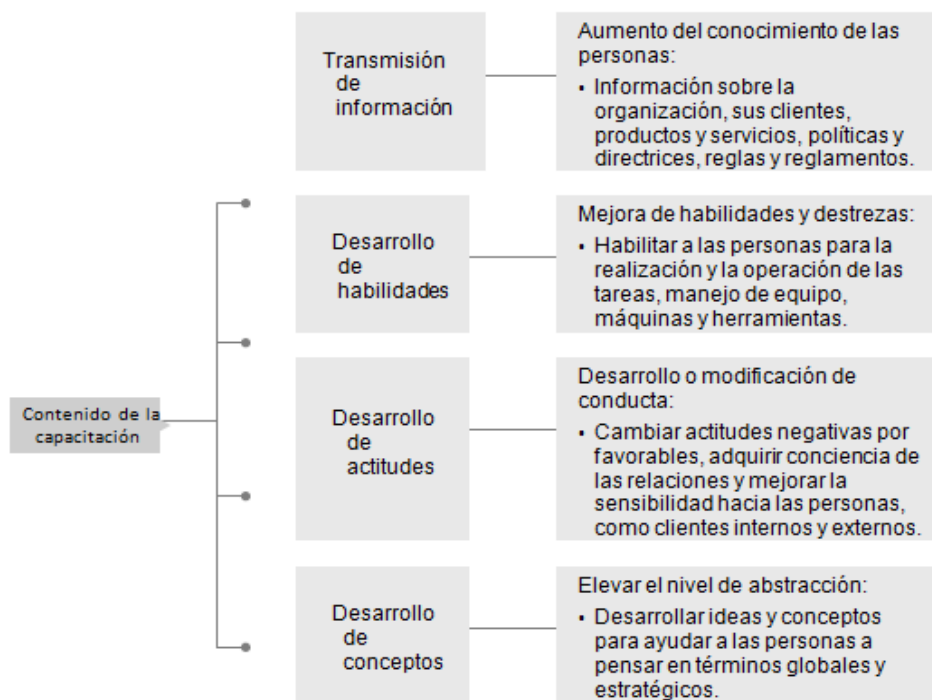 Transmisión
de
información
Aumento del conocimiento de las
personas:
▪ Información sobre la
organización, sus clientes,
productos y servicios, políticas y
directrices, reglas y reglamentos.
Desarrollo
de
habilidades
Mejora de habilidades y destrezas:
▪ Habilitar a las personas para la
realización y la operación de las
tareas, manejo de equipo,
máquinas y herramientas.
Contenido de la
capacitación
Desarrollo
de
actitudes
Desarrollo o modificación de
conducta:
▪ Cambiar actitudes negativas por
favorables, adquirir conciencia de
las relaciones y mejorar la
sensibilidad hacia las personas,
como clientes internos y externos.
Desarrollo
de
conceptos
Elevar el nivel de abstracción:
▪ Desarrollar ideas y conceptos
para ayudar a las personas a
pensar en términos globales y
estratégicos.